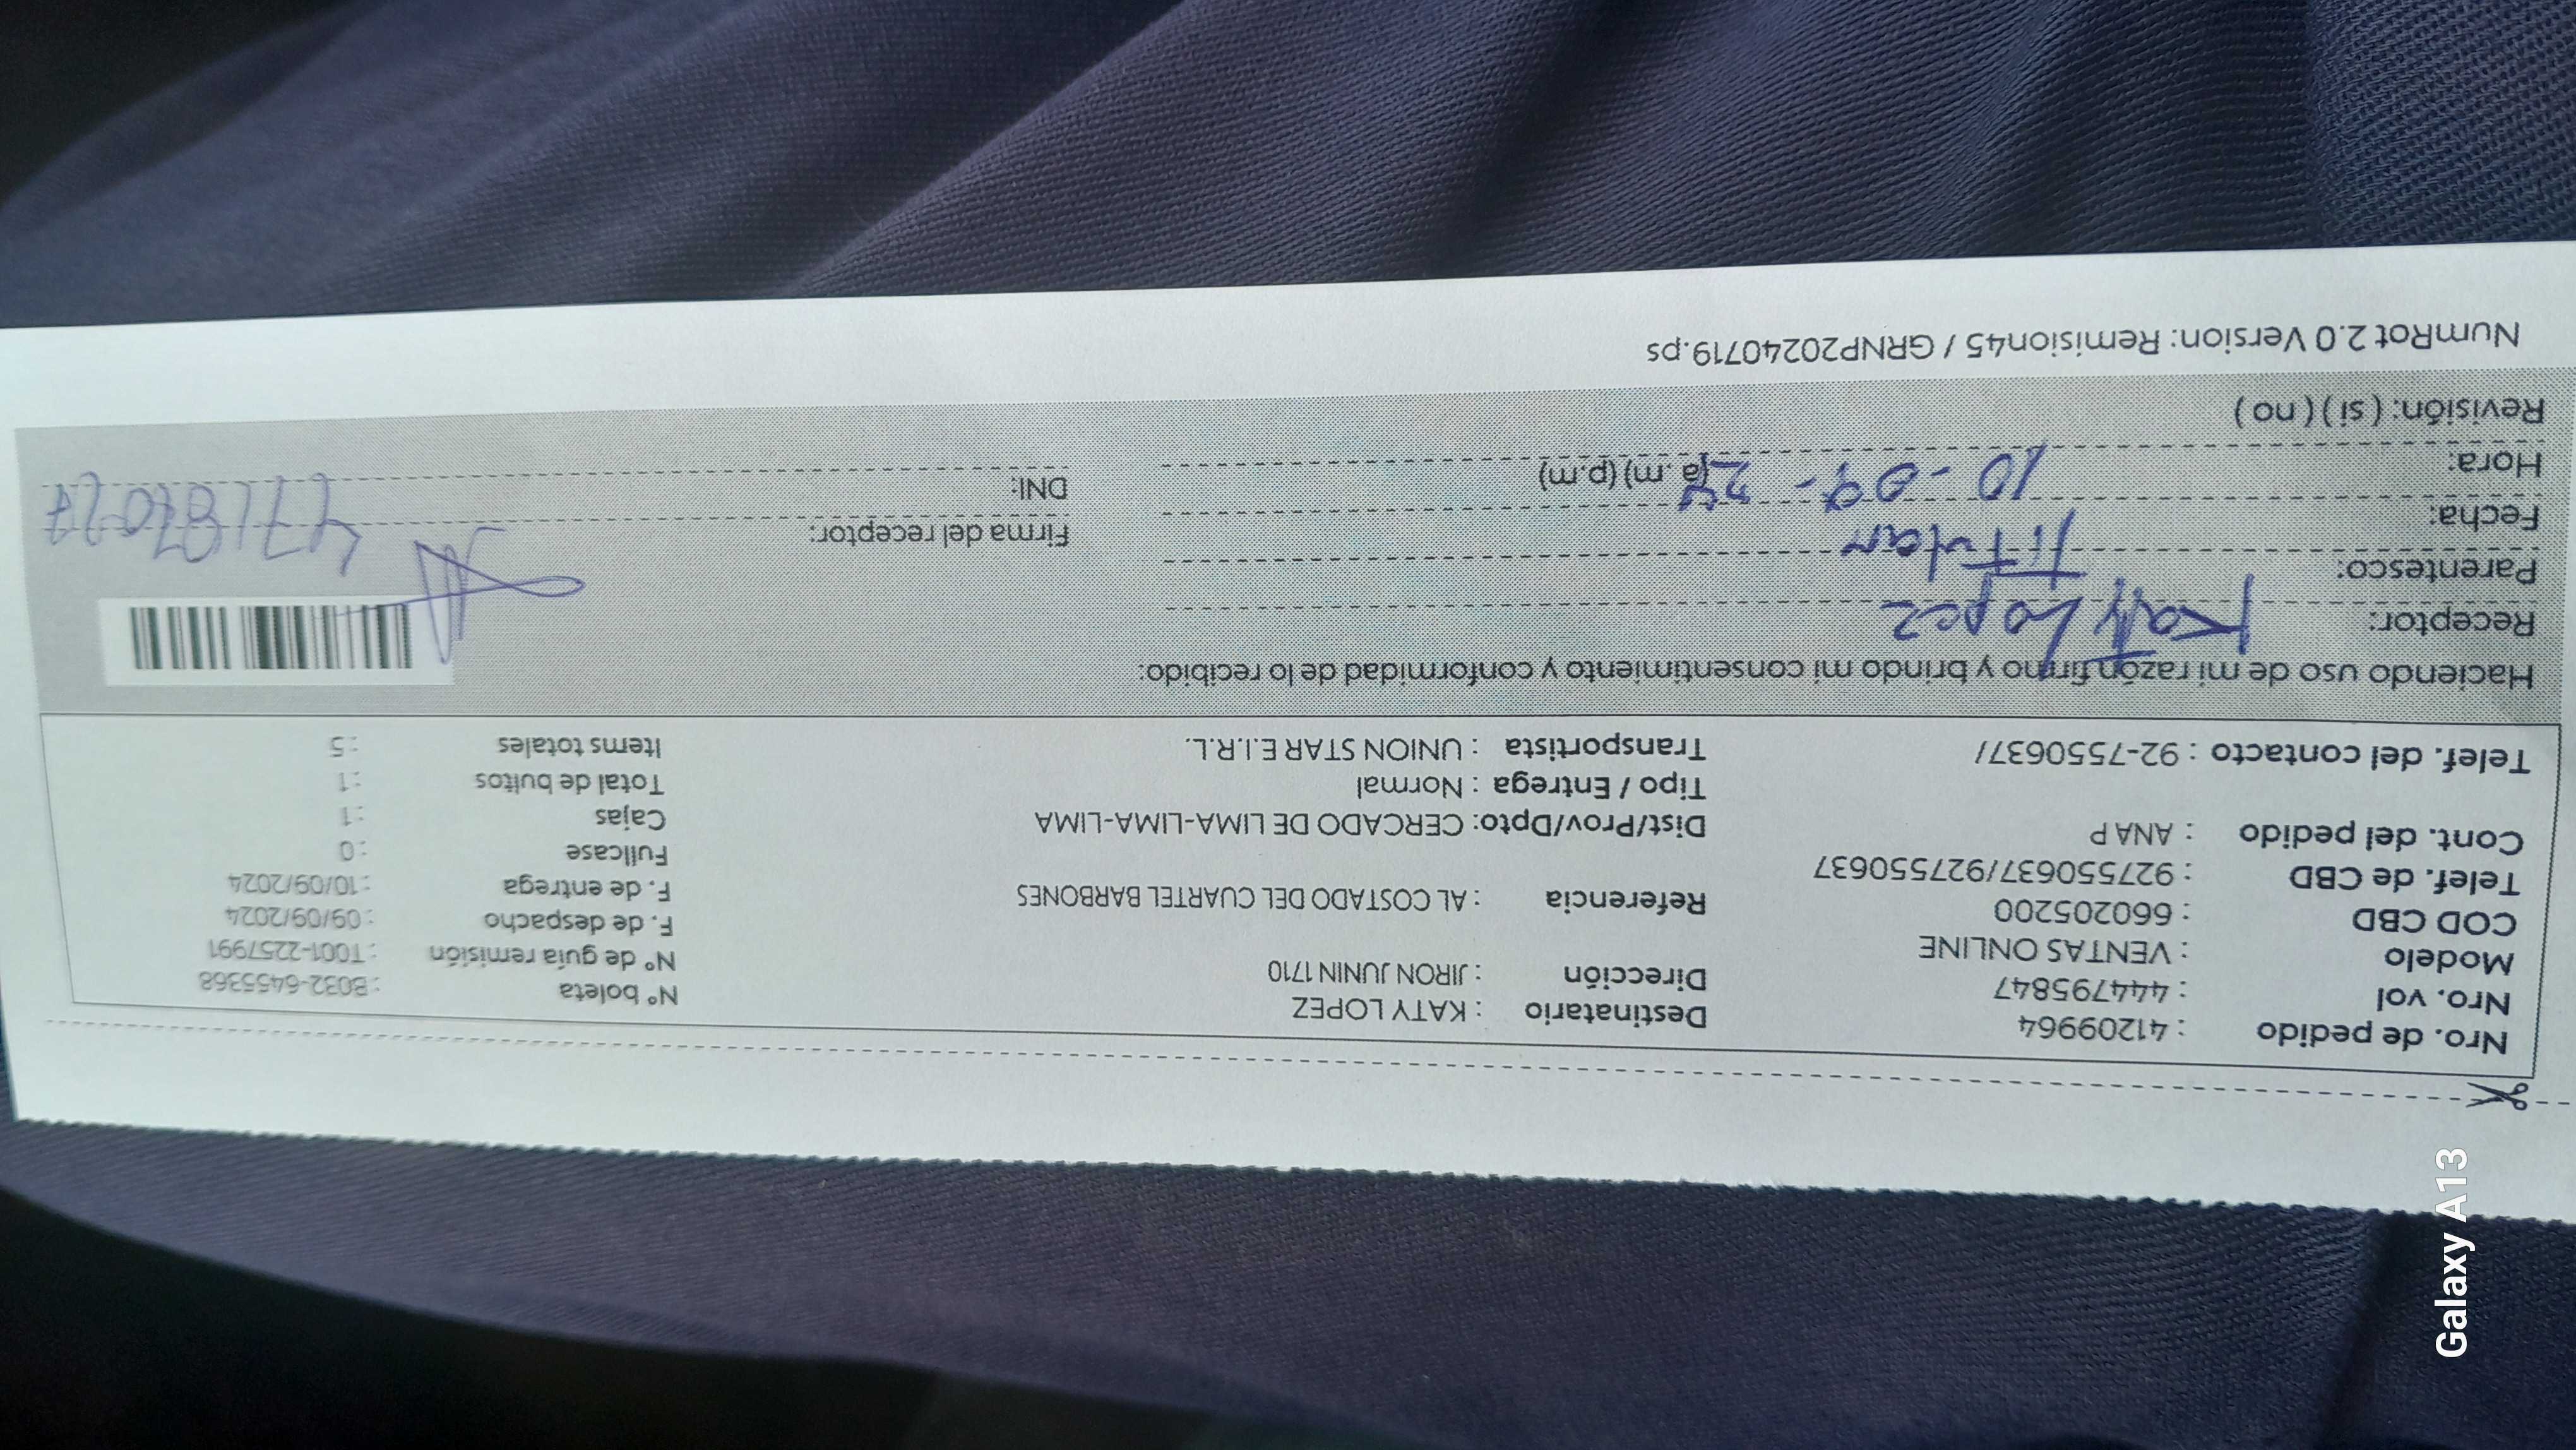 Nro. de pedido : 41209964
Nro. vol : 444795847
Modelo : VENTAS ONLINE
COD CBD : 660205200
Telef. de CBD : 927550637/927550637
Cont. del pedido : ANA P
Telef. del contacto : 92-7550637/
Destinatario : KATY LOPEZ
Dirección : JIRON JUNIN 1710
Referencia : AL COSTADO DEL CUARTEL BARBONES
Dist/Prov/Dpto: CERCADO DE LIMA-LIMA-LIMA
Tipo / Entrega : Normal
Transportista : UNION STAR E.I.R.L.
N° boleta : B032-6455368
N° de guía remisión : T001-2257991
F. de despacho : 09/09/2024
F. de entrega : 10/09/2024
Fullcase : 0
Cajas : 1
Total de bultos : 1
Items totales : 5
Haciendo uso de mi razón firmo y brindo mi consentimiento y conformidad de lo recibido:
Receptor: Katy Lopez
Parentesco: Titular
Fecha: 10-09-24
Hora: (a. m) (p.m)
Revisión: ( si ) ( no )
Firma del receptor:
DNI:
NumRot 2.0 Version: Remision45 / GRNP20240719.ps
Galaxy A13